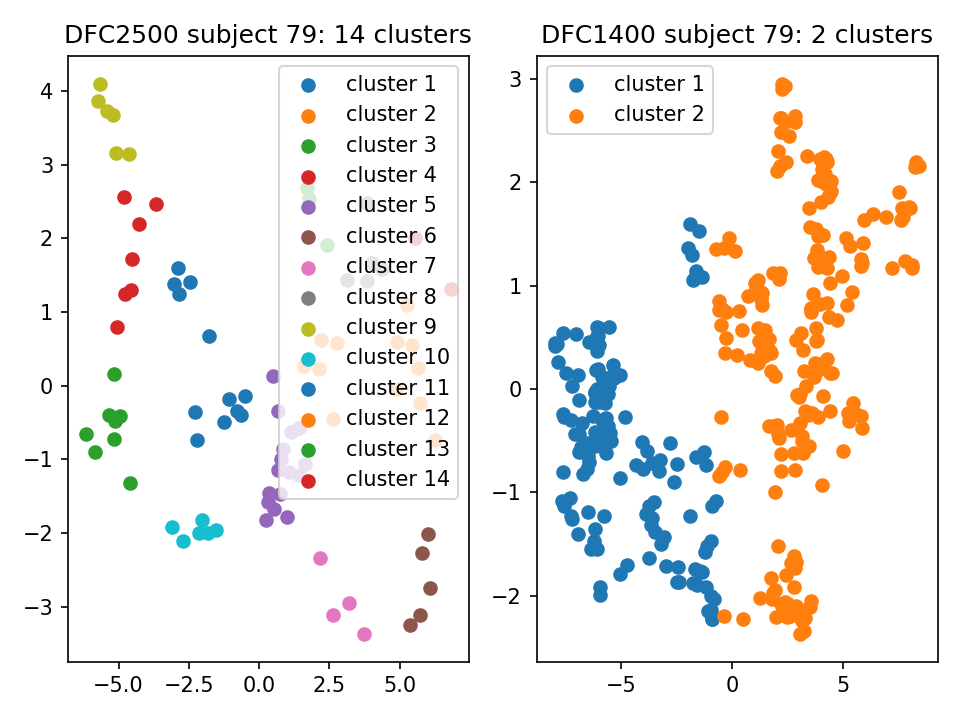 DFC2500 subject 79: 14 clusters
4
3
2
1
0
−1
−2
−3
−5.0
−2.5
0.0
2.5
5.0
cluster 1
cluster 2
cluster 3
cluster 4
cluster 5
cluster 6
cluster 7
cluster 8
cluster 9
cluster 10
cluster 11
cluster 12
cluster 13
cluster 14
DFC1400 subject 79: 2 clusters
3
2
1
0
−1
−2
−5
0
5
cluster 1
cluster 2